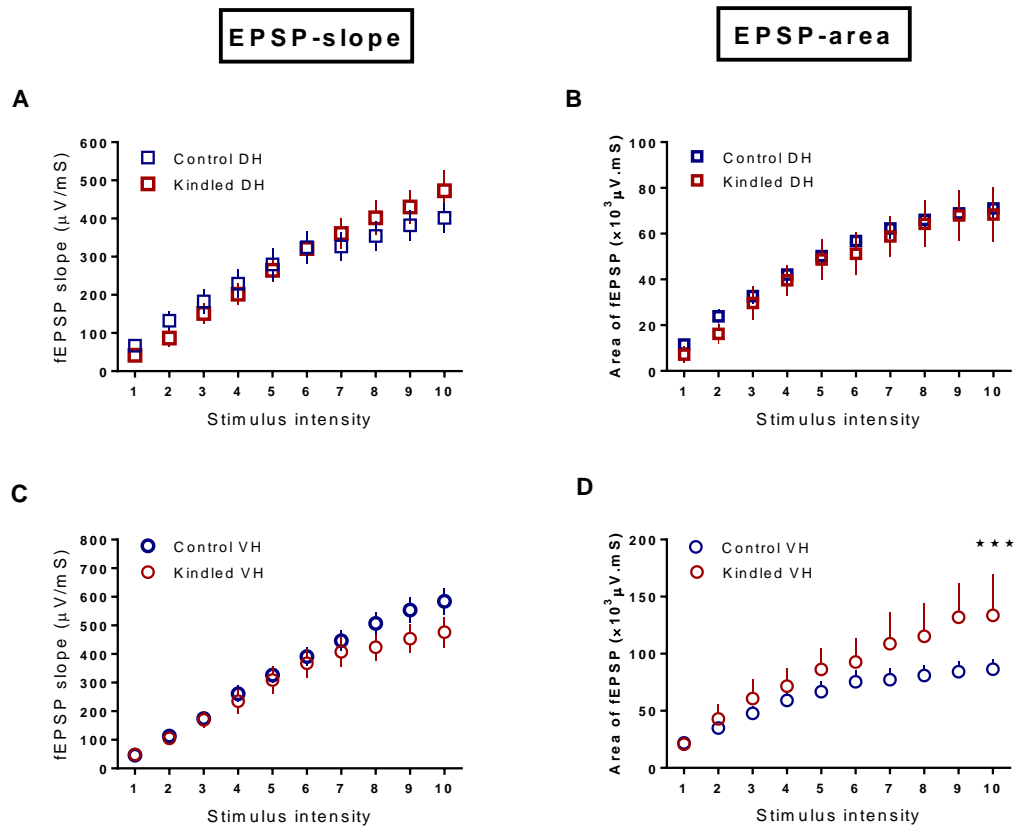 EPSP-slope
EPSP-area
A
fEPSP slope (μV/mS)
600
500
400
300
200
100
0
Control DH
Kindled DH
1 2 3 4 5 6 7 8 9 10
Stimulus intensity
B
Area of fEPSP (×10³μV.mS)
100
80
60
40
20
0
Control DH
Kindled DH
1 2 3 4 5 6 7 8 9 10
Stimulus intensity
C
fEPSP slope (μV/mS)
800
700
600
500
400
300
200
100
0
Control VH
Kindled VH
1 2 3 4 5 6 7 8 9 10
Stimulus intensity
D
Area of fEPSP (×10³μV.mS)
200
150
100
50
0
Control VH
Kindled VH
★ ★ ★
1 2 3 4 5 6 7 8 9 10
Stimulus intensity